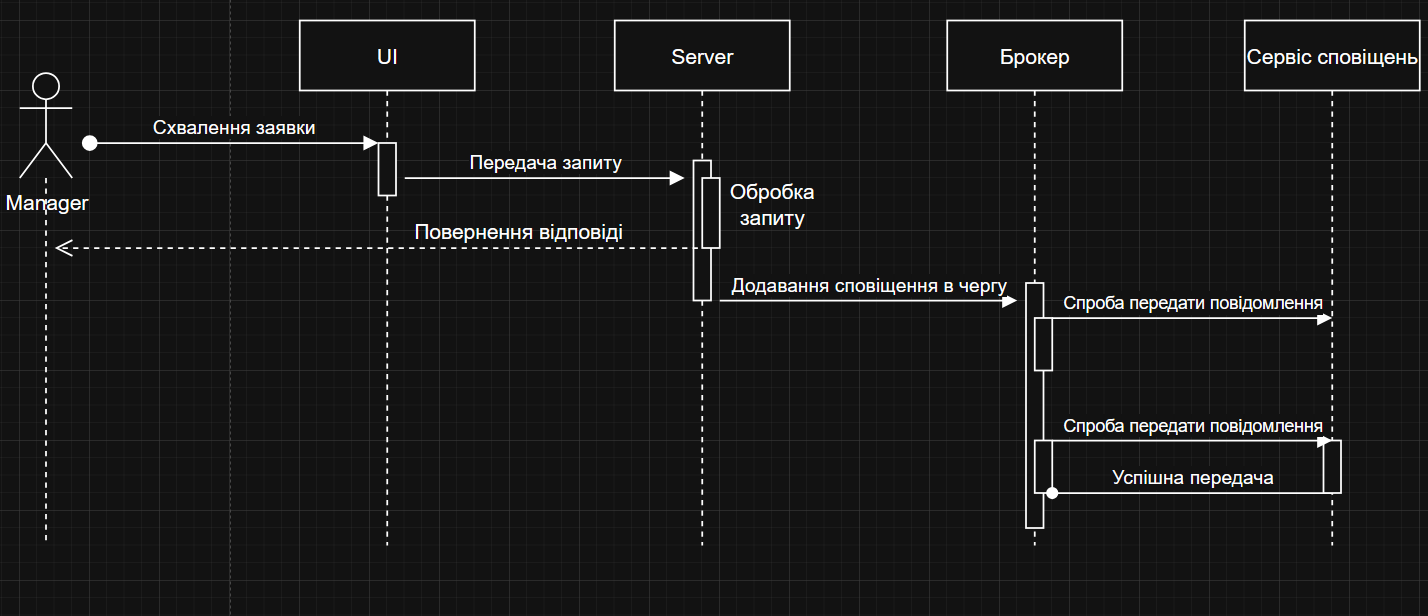 UI
Server
Брокер
Сервіс сповіщень
Схвалення заявки
Передача запиту
Manager
Обробка
запиту
Повернення відповіді
Додавання сповіщення в чергу
Спроба передати повідомлення
Спроба передати повідомлення
Успішна передача